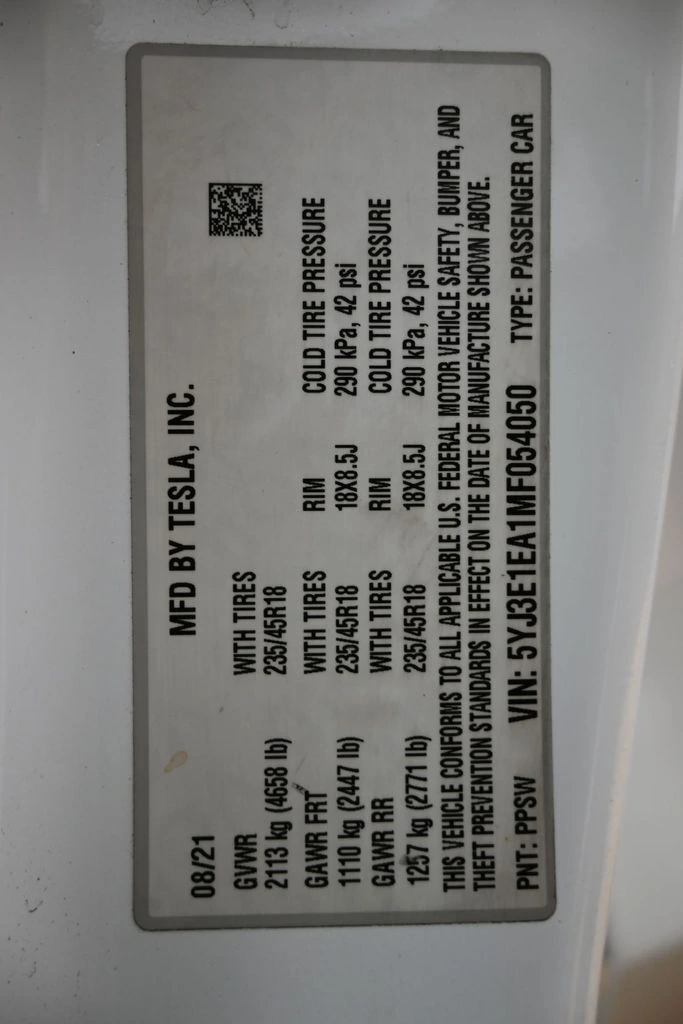 MFD BY TESLA, INC.
08/21
GVWR WITH TIRES
2113 kg (4658 lb) 235/45R18
GAWR FRT WITH TIRES RIM COLD TIRE PRESSURE
1110 kg (2447 lb) 235/45R18 18X8.5J 290 kPa, 42 psi
GAWR RR WITH TIRES RIM COLD TIRE PRESSURE
1257 kg (2771 lb) 235/45R18 18X8.5J 290 kPa, 42 psi
THIS VEHICLE CONFORMS TO ALL APPLICABLE U.S. FEDERAL MOTOR VEHICLE SAFETY, BUMPER, AND
THEFT PREVENTION STANDARDS IN EFFECT ON THE DATE OF MANUFACTURE SHOWN ABOVE.
PNT: PPSW VIN: 5YJ3E1EA1MF054050 TYPE: PASSENGER CAR